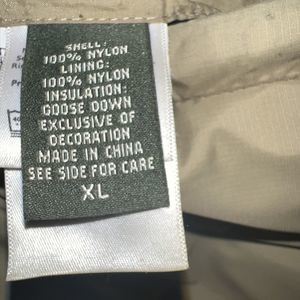 SHELL:
100% NYLON
LINING:
100% NYLON
INSULATION:
GOOSE DOWN
EXCLUSIVE OF
DECORATION
MADE IN CHINA
SEE SIDE FOR CARE
XL